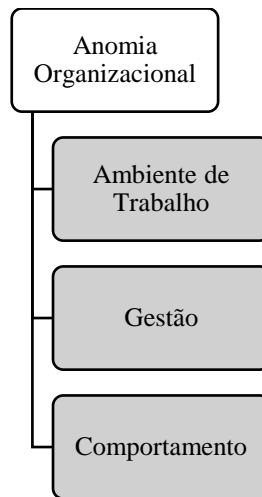 Anomia
Organizacional
Ambiente de
Trabalho
Gestão
Comportamento